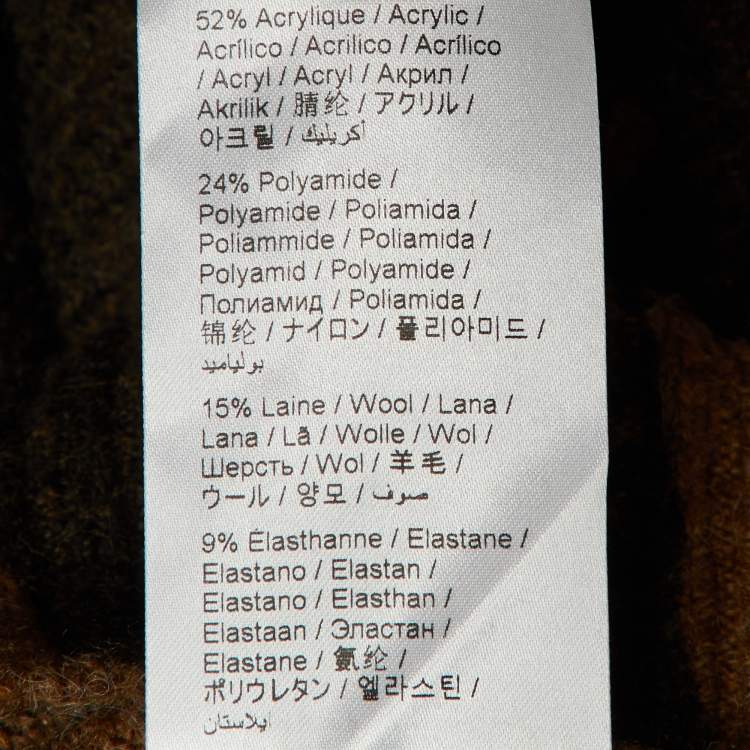 52% Acrylique / Acrylic /
Acrílico / Acrilico / Acrílico
/ Acryl / Acryl / Акрил /
Akrilik / 腈纶 / アクリル /
아크릴 / أكريليك
24% Polyamide /
Polyamide / Poliamida /
Poliammide / Poliamida /
Polyamid / Polyamide /
Полиамид / Poliamida /
锦纶 / ナイロン / 폴리아미드 /
بولياميد
15% Laine / Wool / Lana /
Lana / Lã / Wolle / Wol /
Шерсть / Wol / 羊毛 /
ウール / 양모 / صوف
9% Élasthanne / Elastane /
Elastano / Elastan /
Elastano / Elasthan /
Elastaan / Эластан /
Elastane / 氨纶 /
ポリウレタン / 엘라스틴 /
ايلاستان